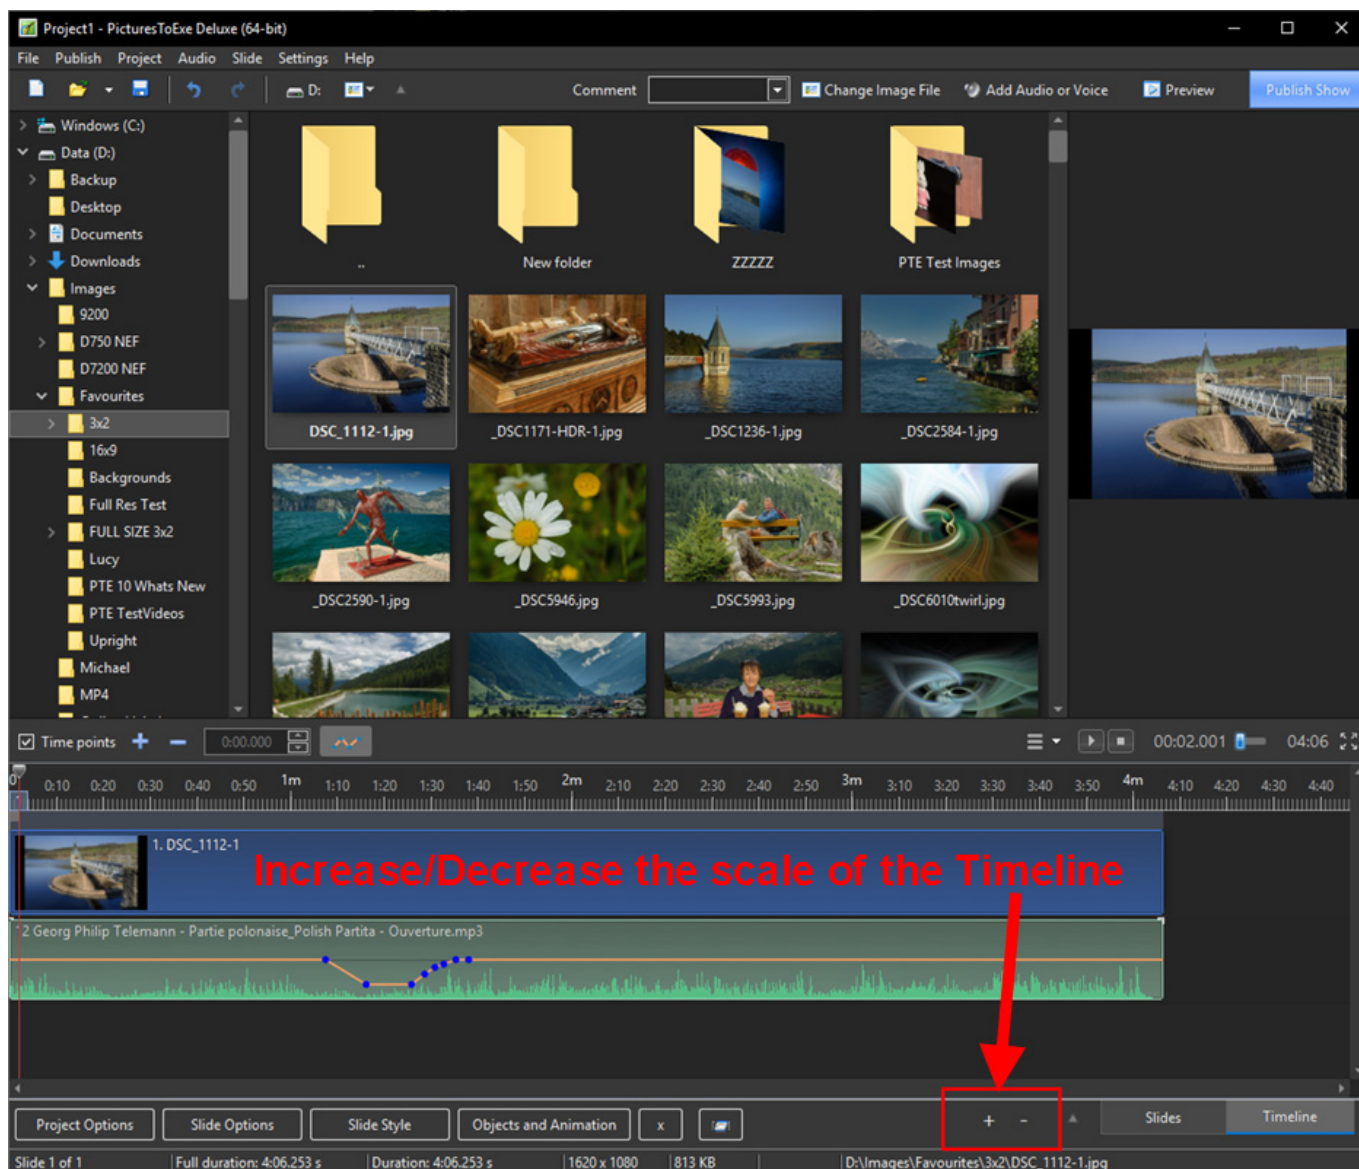 Project1 - PicturesToExe Deluxe (64-bit)
File Publish Project Audio Slide Settings Help
D: Comment Change Image File Add Audio or Voice Preview Publish Show
Windows (C:)
Data (D:)
Backup
Desktop
Documents
Downloads
Images
9200
D750 NEF
D7200 NEF
Favourites
3x2
16x9
Backgrounds
Full Res Test
FULL SIZE 3x2
Lucy
PTE 10 Whats New
PTE TestVideos
Upright
Michael
MP4
.. New folder ZZZZZ PTE Test Images
DSC_1112-1.jpg _DSC1171-HDR-1.jpg _DSC1236-1.jpg _DSC2584-1.jpg
_DSC2590-1.jpg _DSC5946.jpg _DSC5993.jpg _DSC6010twirl.jpg
Time points + - 0:00.000 00:02.001 04:06
0 0:10 0:20 0:30 0:40 0:50 1m 1:10 1:20 1:30 1:40 1:50 2m 2:10 2:20 2:30 2:40 2:50 3m 3:10 3:20 3:30 3:40 3:50 4m 4:10 4:20 4:30 4:40
1. DSC_1112-1
Increase/Decrease the scale of the Timeline
12 Georg Philip Telemann - Partie polonaise_Polish Partita - Ouverture.mp3
Project Options Slide Options Slide Style Objects and Animation x + - Slides Timeline
Slide 1 of 1 Full duration: 4:06.253 s Duration: 4:06.253 s 1620 x 1080 813 KB D:\Images\Favourites\3x2\DSC_1112-1.jpg